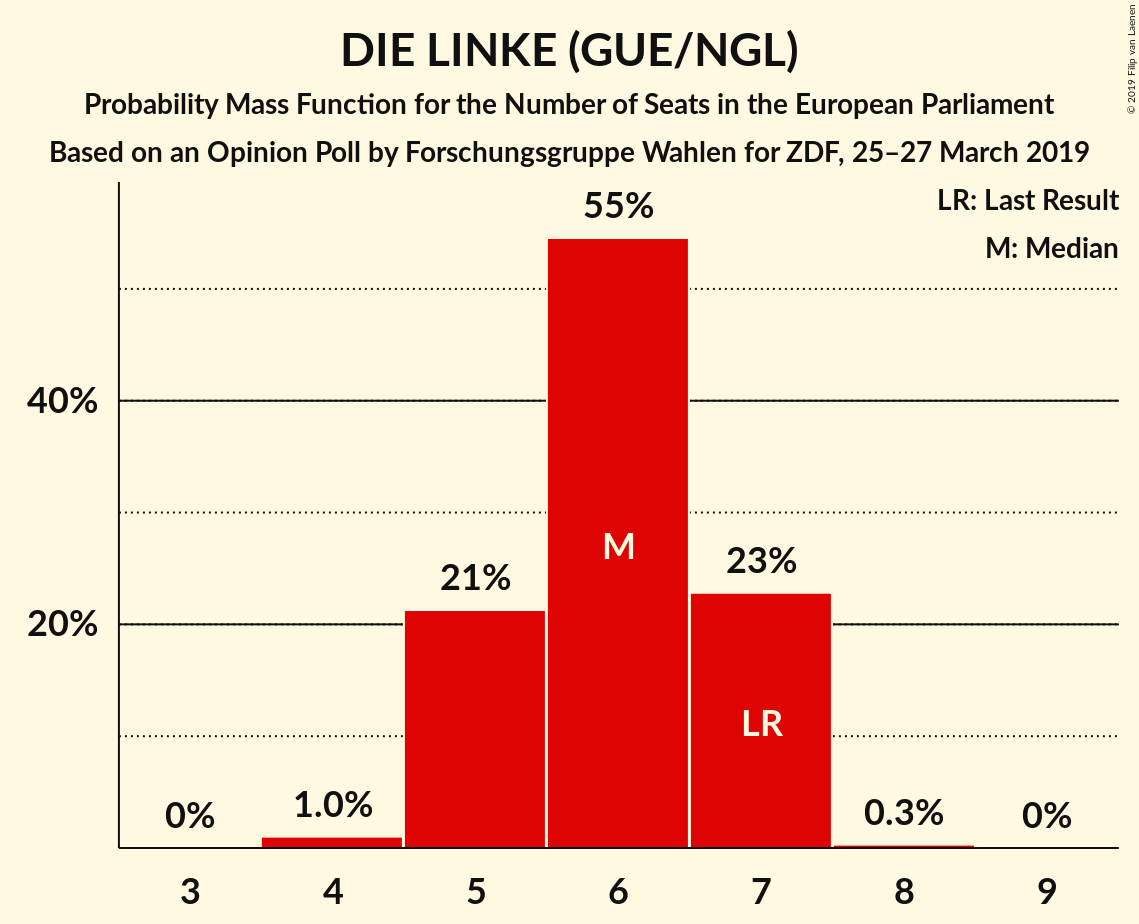 DIE LINKE (GUE/NGL)
Probability Mass Function for the Number of Seats in the European Parliament
Based on an Opinion Poll by Forschungsgruppe Wahlen for ZDF, 25–27 March 2019
© 2019 Filip van Laenen
LR: Last Result
M: Median
55%
40%
M
23%
21%
20%
LR
0%
1.0%
0.3%
0%
3 4 5 6 7 8 9